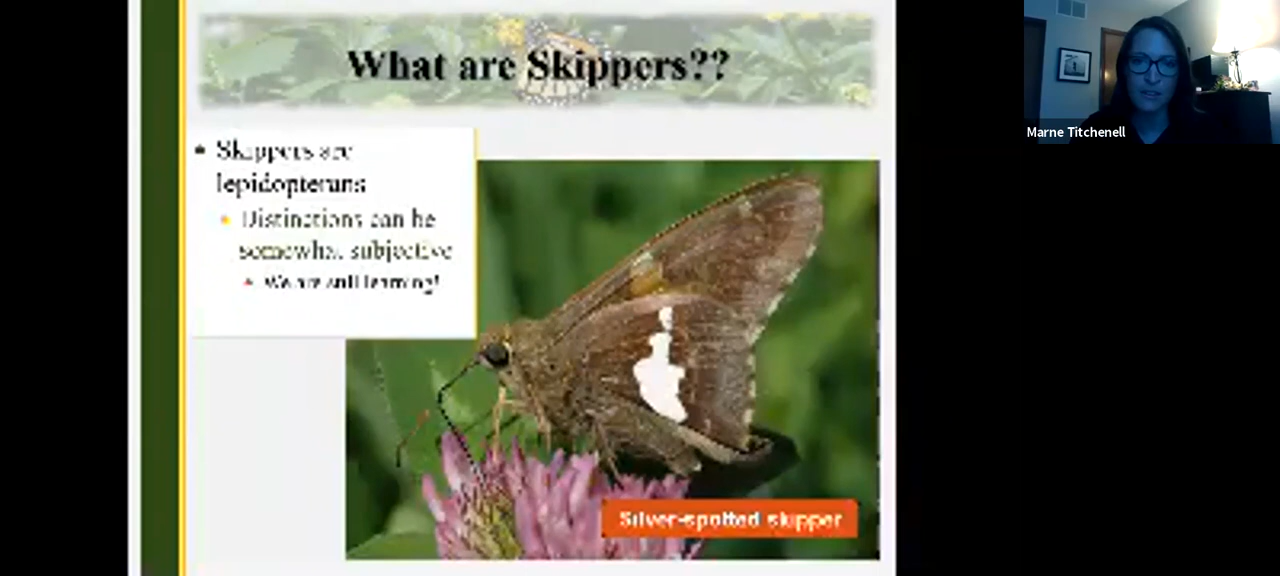 What are Skippers??
Skippers are
lepidopterans
Distinctions can be
somewhat subjective
We are still learning!
Silver-spotted skipper
Marne Titchenell